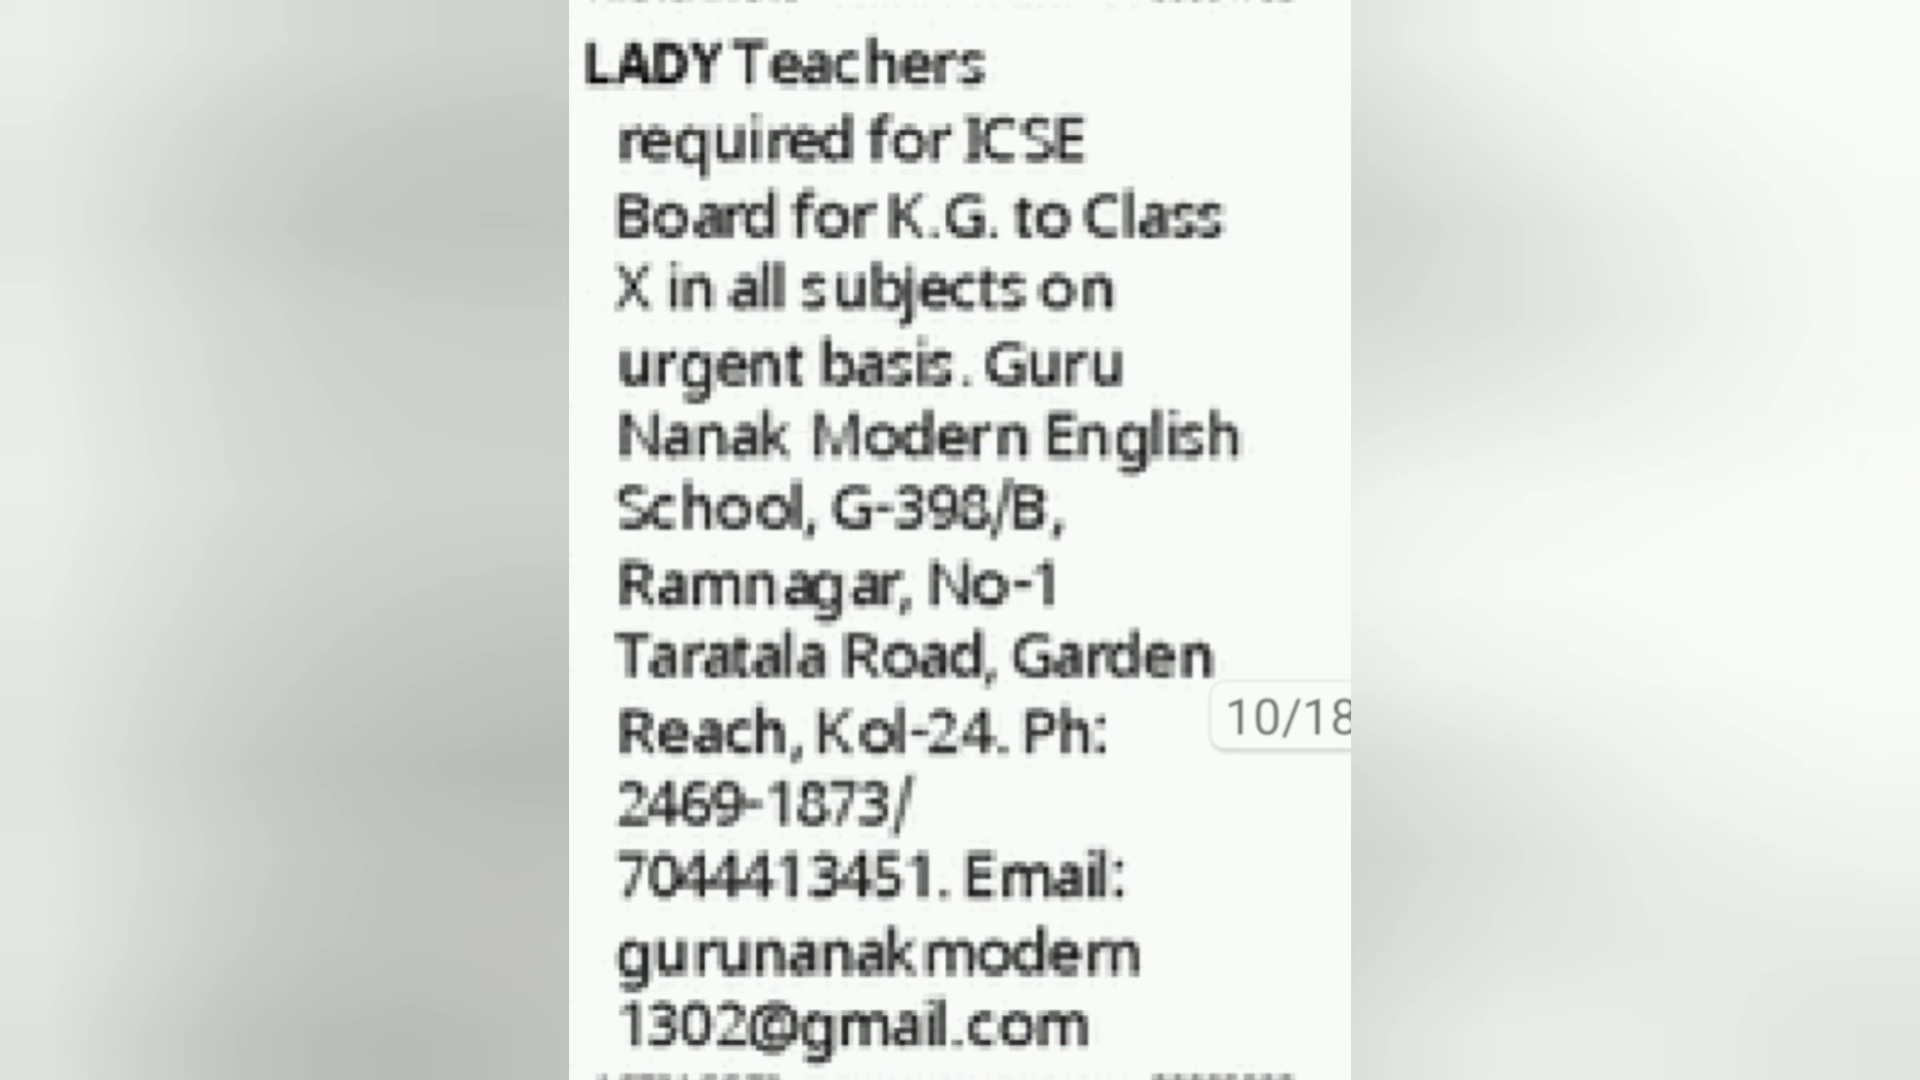 LADY Teachers
required for ICSE
Board for K.G. to Class
X in all subjects on
urgent basis. Guru
Nanak Modern English
School, G-398/B,
Ramnagar, No-1
Taratala Road, Garden
Reach, Kol-24. Ph:
10/18
2469-1873/
7044413451. Email:
gurunanakmodern
1302@gmail.com